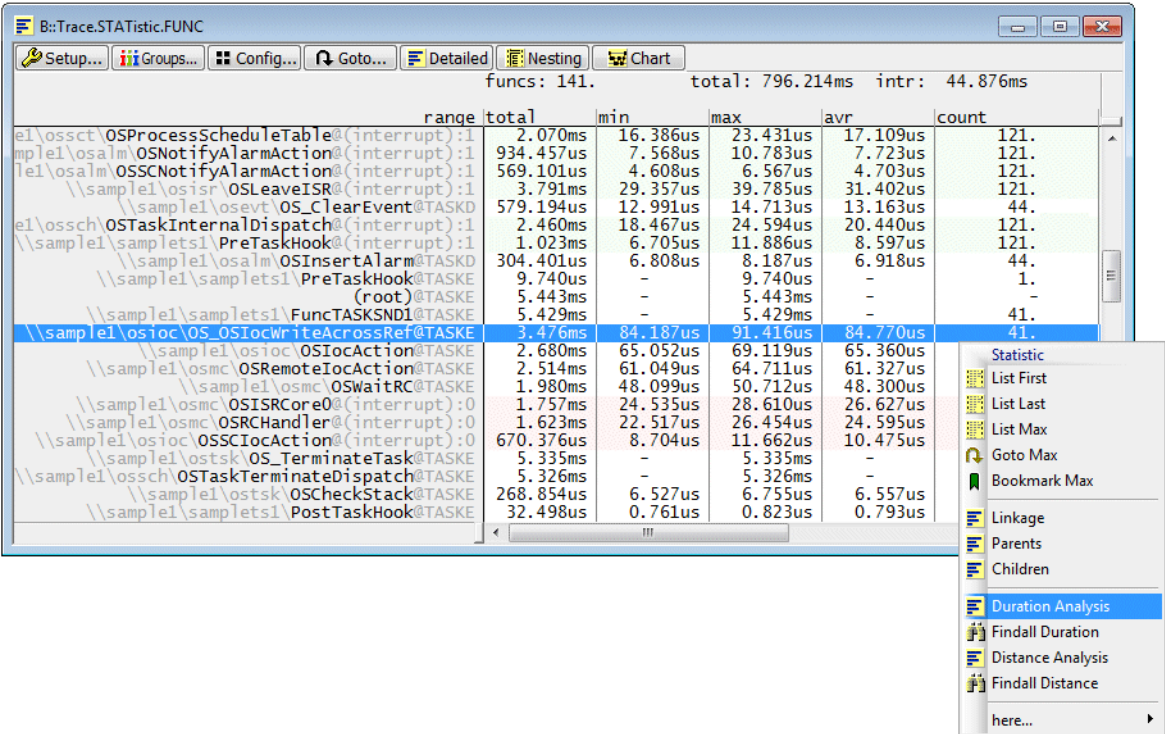 B::Trace.STATistic.FUNC
Setup... Groups... Config... Goto... Detailed Nesting Chart
funcs: 141. total: 796.214ms intr: 44.876ms
range total min max avr count
e1\ossct\OSProcessScheduleTable@(interrupt):1 2.070ms 16.386us 23.431us 17.109us 121.
mple1\osalm\OSNotifyAlarmAction@(interrupt):1 934.457us 7.568us 10.783us 7.723us 121.
le1\osalm\OSSCNotifyAlarmAction@(interrupt):1 569.101us 4.608us 6.567us 4.703us 121.
\\sample1\osisr\OSLeaveISR@(interrupt):1 3.791ms 29.357us 39.785us 31.402us 121.
\\sample1\osevt\OS_ClearEvent@TASKD 579.194us 12.991us 14.713us 13.163us 44.
e1\ossch\OSTaskInternalDispatch@(interrupt):1 2.460ms 18.467us 24.594us 20.440us 121.
\\sample1\samplets1\PreTaskHook@(interrupt):1 1.023ms 6.705us 11.886us 8.597us 121.
\\sample1\osalm\OSInsertAlarm@TASKD 304.401us 6.808us 8.187us 6.918us 44.
\\sample1\samplets1\PreTaskHook@TASKE 9.740us - 9.740us - 1.
(root)@TASKE 5.443ms - 5.443ms - -
\\sample1\samplets1\FuncTASKSND1@TASKE 5.429ms - 5.429ms - 41.
\\sample1\osioc\OS_OSIocWriteAcrossRef@TASKE 3.476ms 84.187us 91.416us 84.770us 41.
\\sample1\osioc\OSIocAction@TASKE 2.680ms 65.052us 69.119us 65.360us
\\sample1\osmc\OSRemoteIocAction@TASKE 2.514ms 61.049us 64.711us 61.327us
\\sample1\osmc\OSWaitRC@TASKE 1.980ms 48.099us 50.712us 48.300us
\\sample1\osmc\OSISRCore0@(interrupt):0 1.757ms 24.535us 28.610us 26.627us
\\sample1\osmc\OSRCHandler@(interrupt):0 1.623ms 22.517us 26.454us 24.595us
\\sample1\osioc\OSSCIocAction@(interrupt):0 670.376us 8.704us 11.662us 10.475us
\\sample1\ostsk\OS_TerminateTask@TASKE 5.335ms - 5.335ms -
\\sample1\ossch\OSTaskTerminateDispatch@TASKE 5.326ms - 5.326ms -
\\sample1\ostsk\OSCheckStack@TASKE 268.854us 6.527us 6.755us 6.557us
\\sample1\samplets1\PostTaskHook@TASKE 32.498us 0.761us 0.823us 0.793us
Statistic
List First
List Last
List Max
Goto Max
Bookmark Max
Linkage
Parents
Children
Duration Analysis
Findall Duration
Distance Analysis
Findall Distance
here...